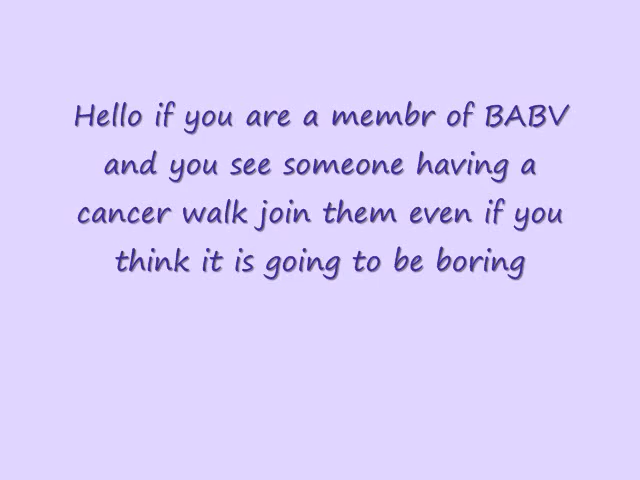 Hello if you are a membr of BABV
and you see someone having a
cancer walk join them even if you
think it is going to be boring